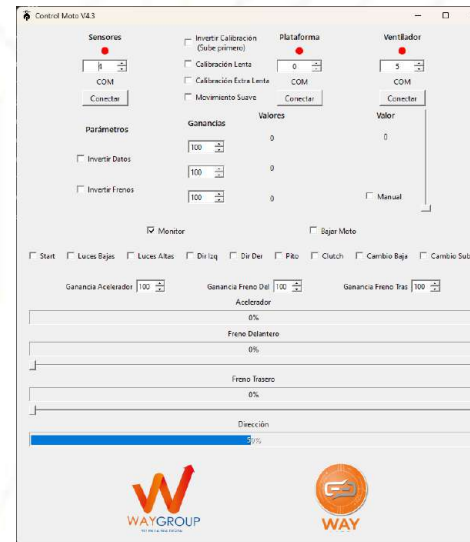 Control Moto V4.3
Sensores
Invertir Calibración
(Sube primero)
Plataforma
Ventilador
Calibración Lenta
0
5
COM
Calibración Extra Lenta
COM
COM
Conectar
Movimiento Suave
Conectar
Conectar
Parámetros
Ganancias
Valores
Valor
100
0
0
Invertir Datos
100
0
Invertir Frenos
100
0
Manual
Monitor
Bajar Moto
Start
Luces Bajas
Luces Altas
Dir Izq
Dir Der
Pito
Clutch
Cambio Baja
Cambio Sub
Ganancia Acelerador 100
Ganancia Freno Del 100
Ganancia Freno Tras 100
Acelerador
0%
Freno Delantero
0%
Freno Trasero
0%
Dirección
50%
WAYGROUP
WAY